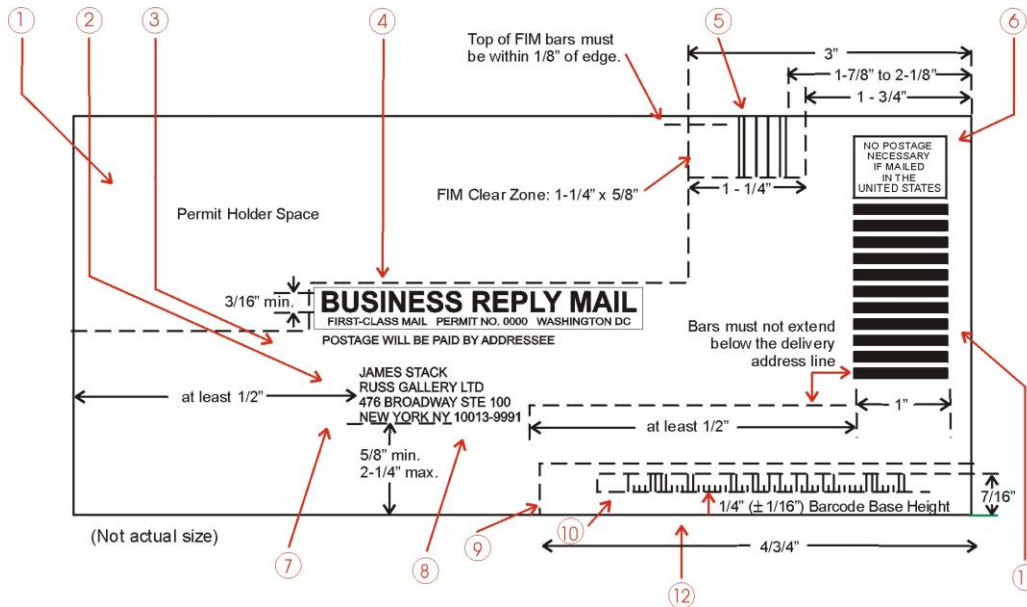 1
2
3
4
5
6
Top of FIM bars must
be within 1/8" of edge.
3"
1-7/8" to 2-1/8"
1 - 3/4"
NO POSTAGE
NECESSARY
IF MAILED
IN THE
UNITED STATES
FIM Clear Zone: 1-1/4" x 5/8"
1 - 1/4"
Permit Holder Space
3/16" min.
BUSINESS REPLY MAIL
FIRST-CLASS MAIL PERMIT NO. 0000 WASHINGTON DC
POSTAGE WILL BE PAID BY ADDRESSEE
Bars must not extend
below the delivery
address line
JAMES STACK
RUSS GALLERY LTD
476 BROADWAY STE 100
NEW YORK NY 10013-9991
at least 1/2"
1"
at least 1/2"
5/8" min.
2-1/4" max.
7/16"
1/4" (± 1/16") Barcode Base Height
(Not actual size)
4/3/4"
7
8
9
10
12